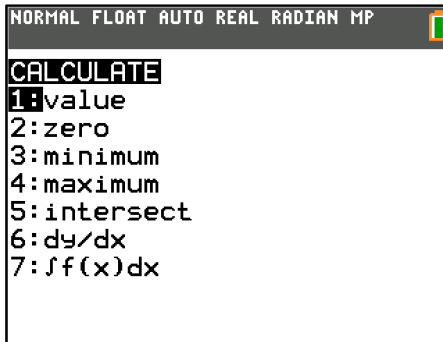 NORMAL FLOAT AUTO REAL RADIAN MP
CALCULATE
1:value
2:zero
3:minimum
4:maximum
5:intersect
6:dy/dx
7:∫f(x)dx